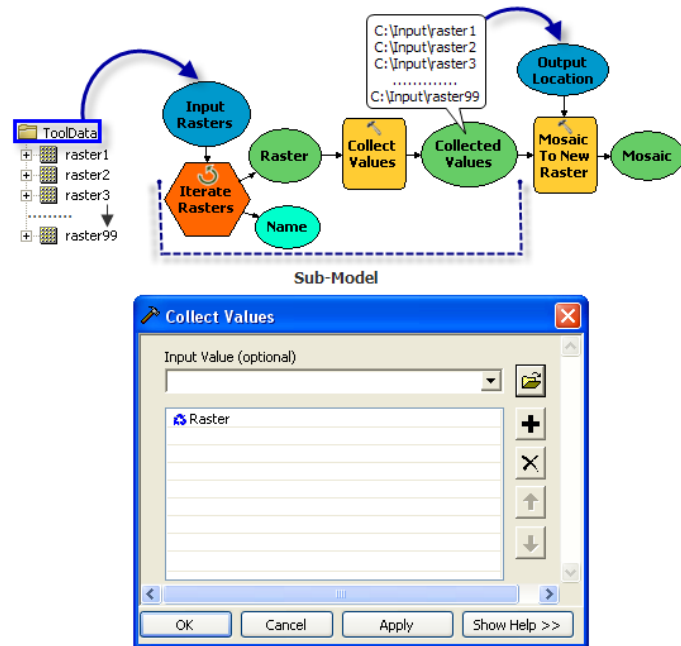 C:\Input\raster1
C:\Input\raster2
C:\Input\raster3
.............
C:\Input\raster99
Output
Location
Input
Rasters
ToolData
raster1
raster2
raster3
.........
raster99
Iterate
Rasters
Raster
Name
Collect
Values
Collected
Values
Mosaic
To New
Raster
Mosaic
Sub-Model
Collect Values
Input Value (optional)
Raster
OK
Cancel
Apply
Show Help >>